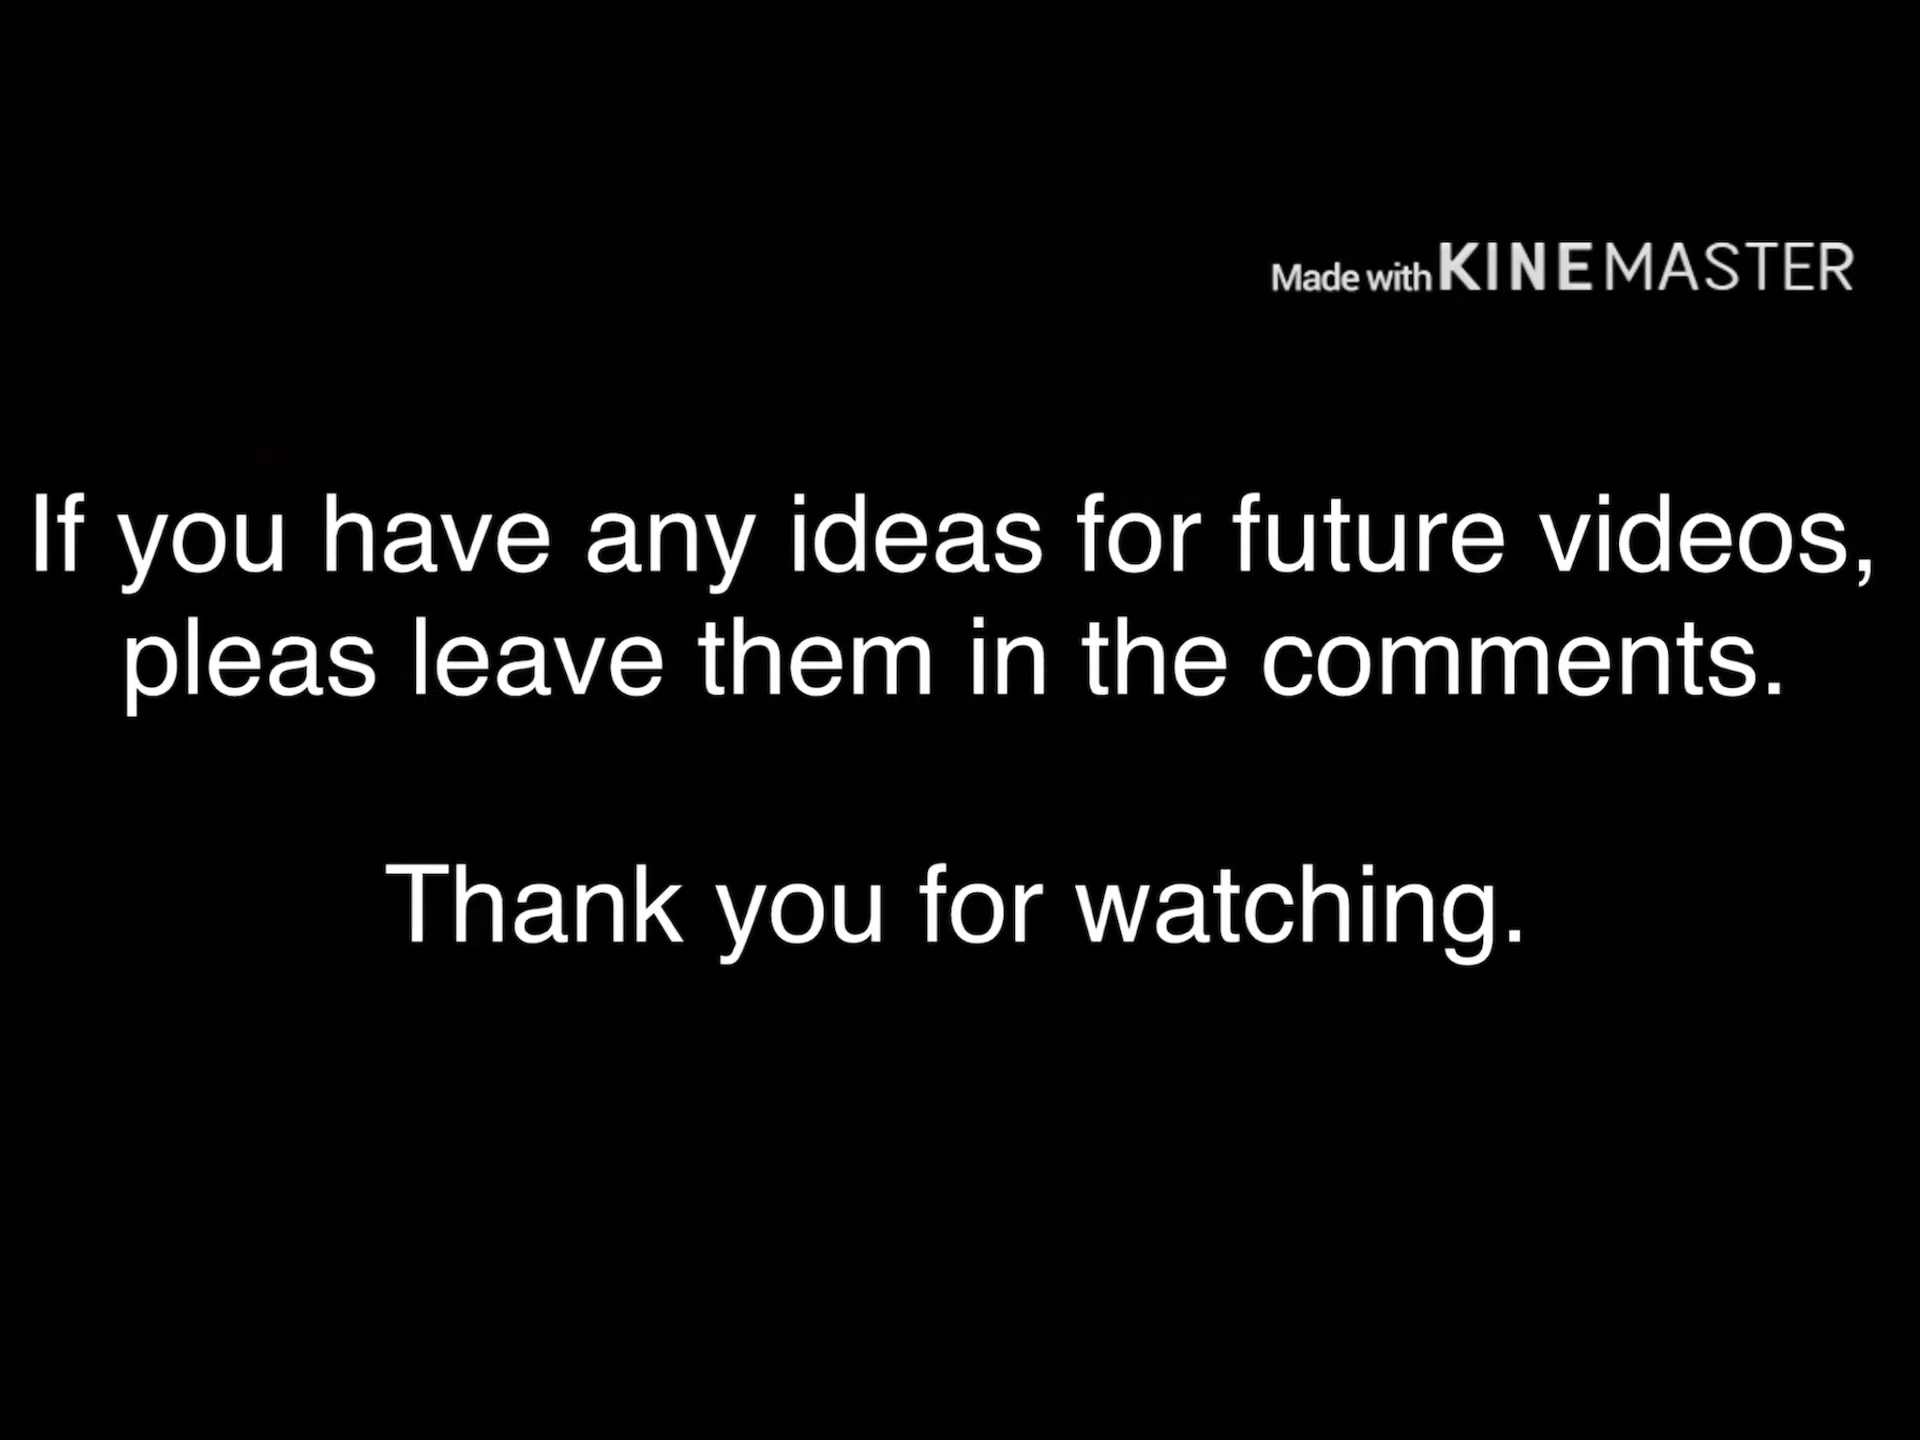 Made with KINEMASTER
If you have any ideas for future videos,
pleas leave them in the comments.
Thank you for watching.